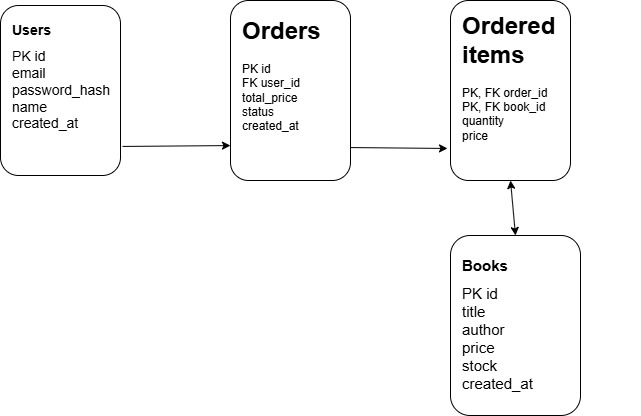 Users
PK id
email
password_hash
name
created_at
Orders
PK id
FK user_id
total_price
status
created_at
Ordered
items
PK, FK order_id
PK, FK book_id
quantity
price
Books
PK id
title
author
price
stock
created_at